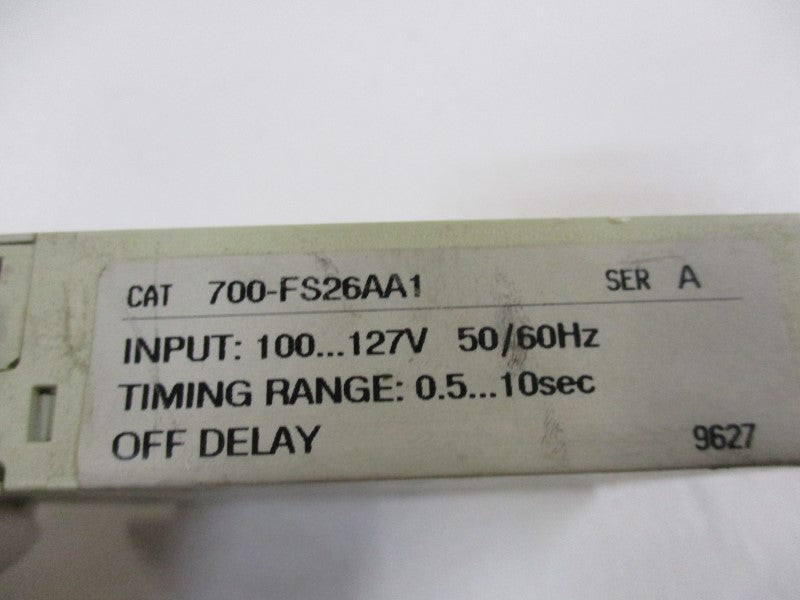 CAT 700-FS26AA1 SER A
INPUT: 100...127V 50/60Hz
TIMING RANGE: 0.5...10sec
OFF DELAY 9627